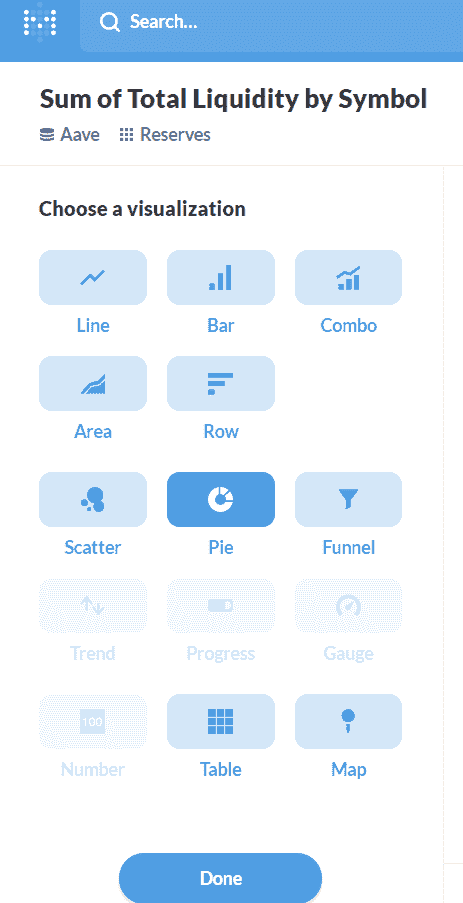 Search...
Sum of Total Liquidity by Symbol
Aave Reserves
Choose a visualization
Line Bar Combo
Area Row
Scatter Pie Funnel
Trend Progress Gauge
100
Number Table Map
Done